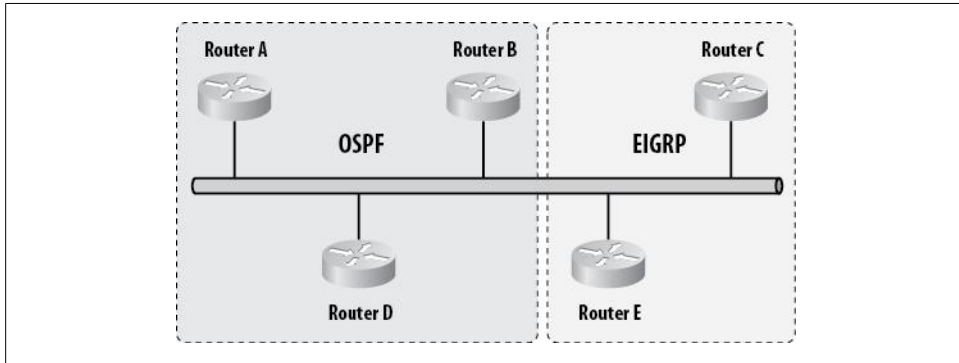 Router A
Router B
Router C
OSPF
EIGRP
Router D
Router E